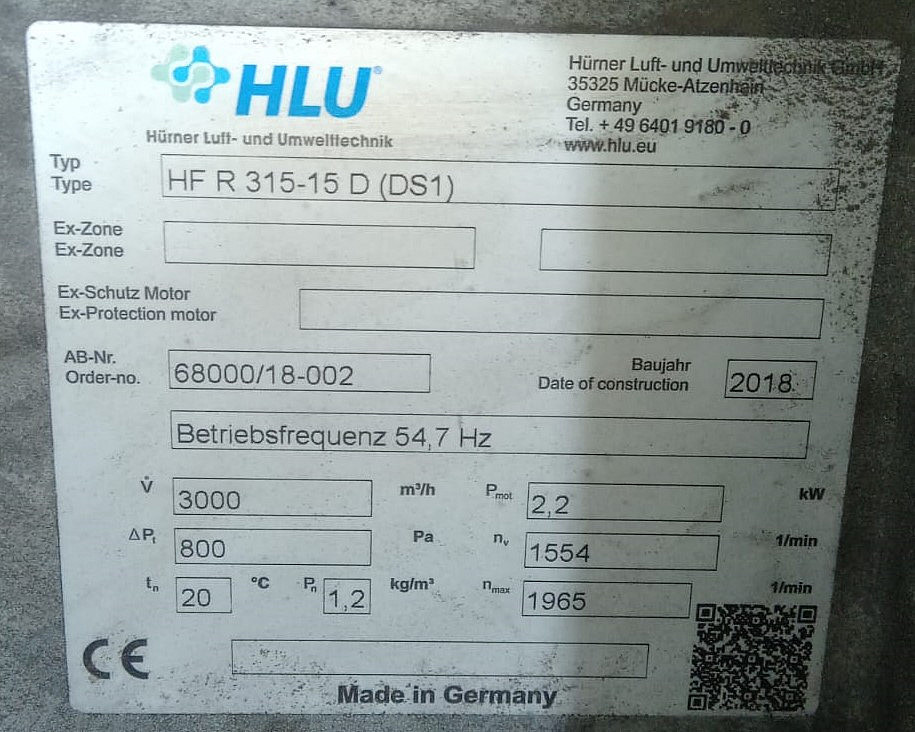 HLU®
Hürner Luft- und Umwelttechnik
Hürner Luft- und Umwelttechnik GmbH
35325 Mücke-Atzenhain
Germany
Tel. + 49 6401 9180 - 0
www.hlu.eu
Typ
Type
HF R 315-15 D (DS1)
Ex-Zone
Ex-Zone
Ex-Schutz Motor
Ex-Protection motor
AB-Nr.
Order-no.
68000/18-002
Baujahr
Date of construction
2018
Betriebsfrequenz 54,7 Hz
V̊ 3000 m³/h Pmot 2,2 kW
ΔPt 800 Pa nv 1554 1/min
tn 20 °C Pn 1,2 kg/m³ nmax 1965 1/min
CE
Made in Germany